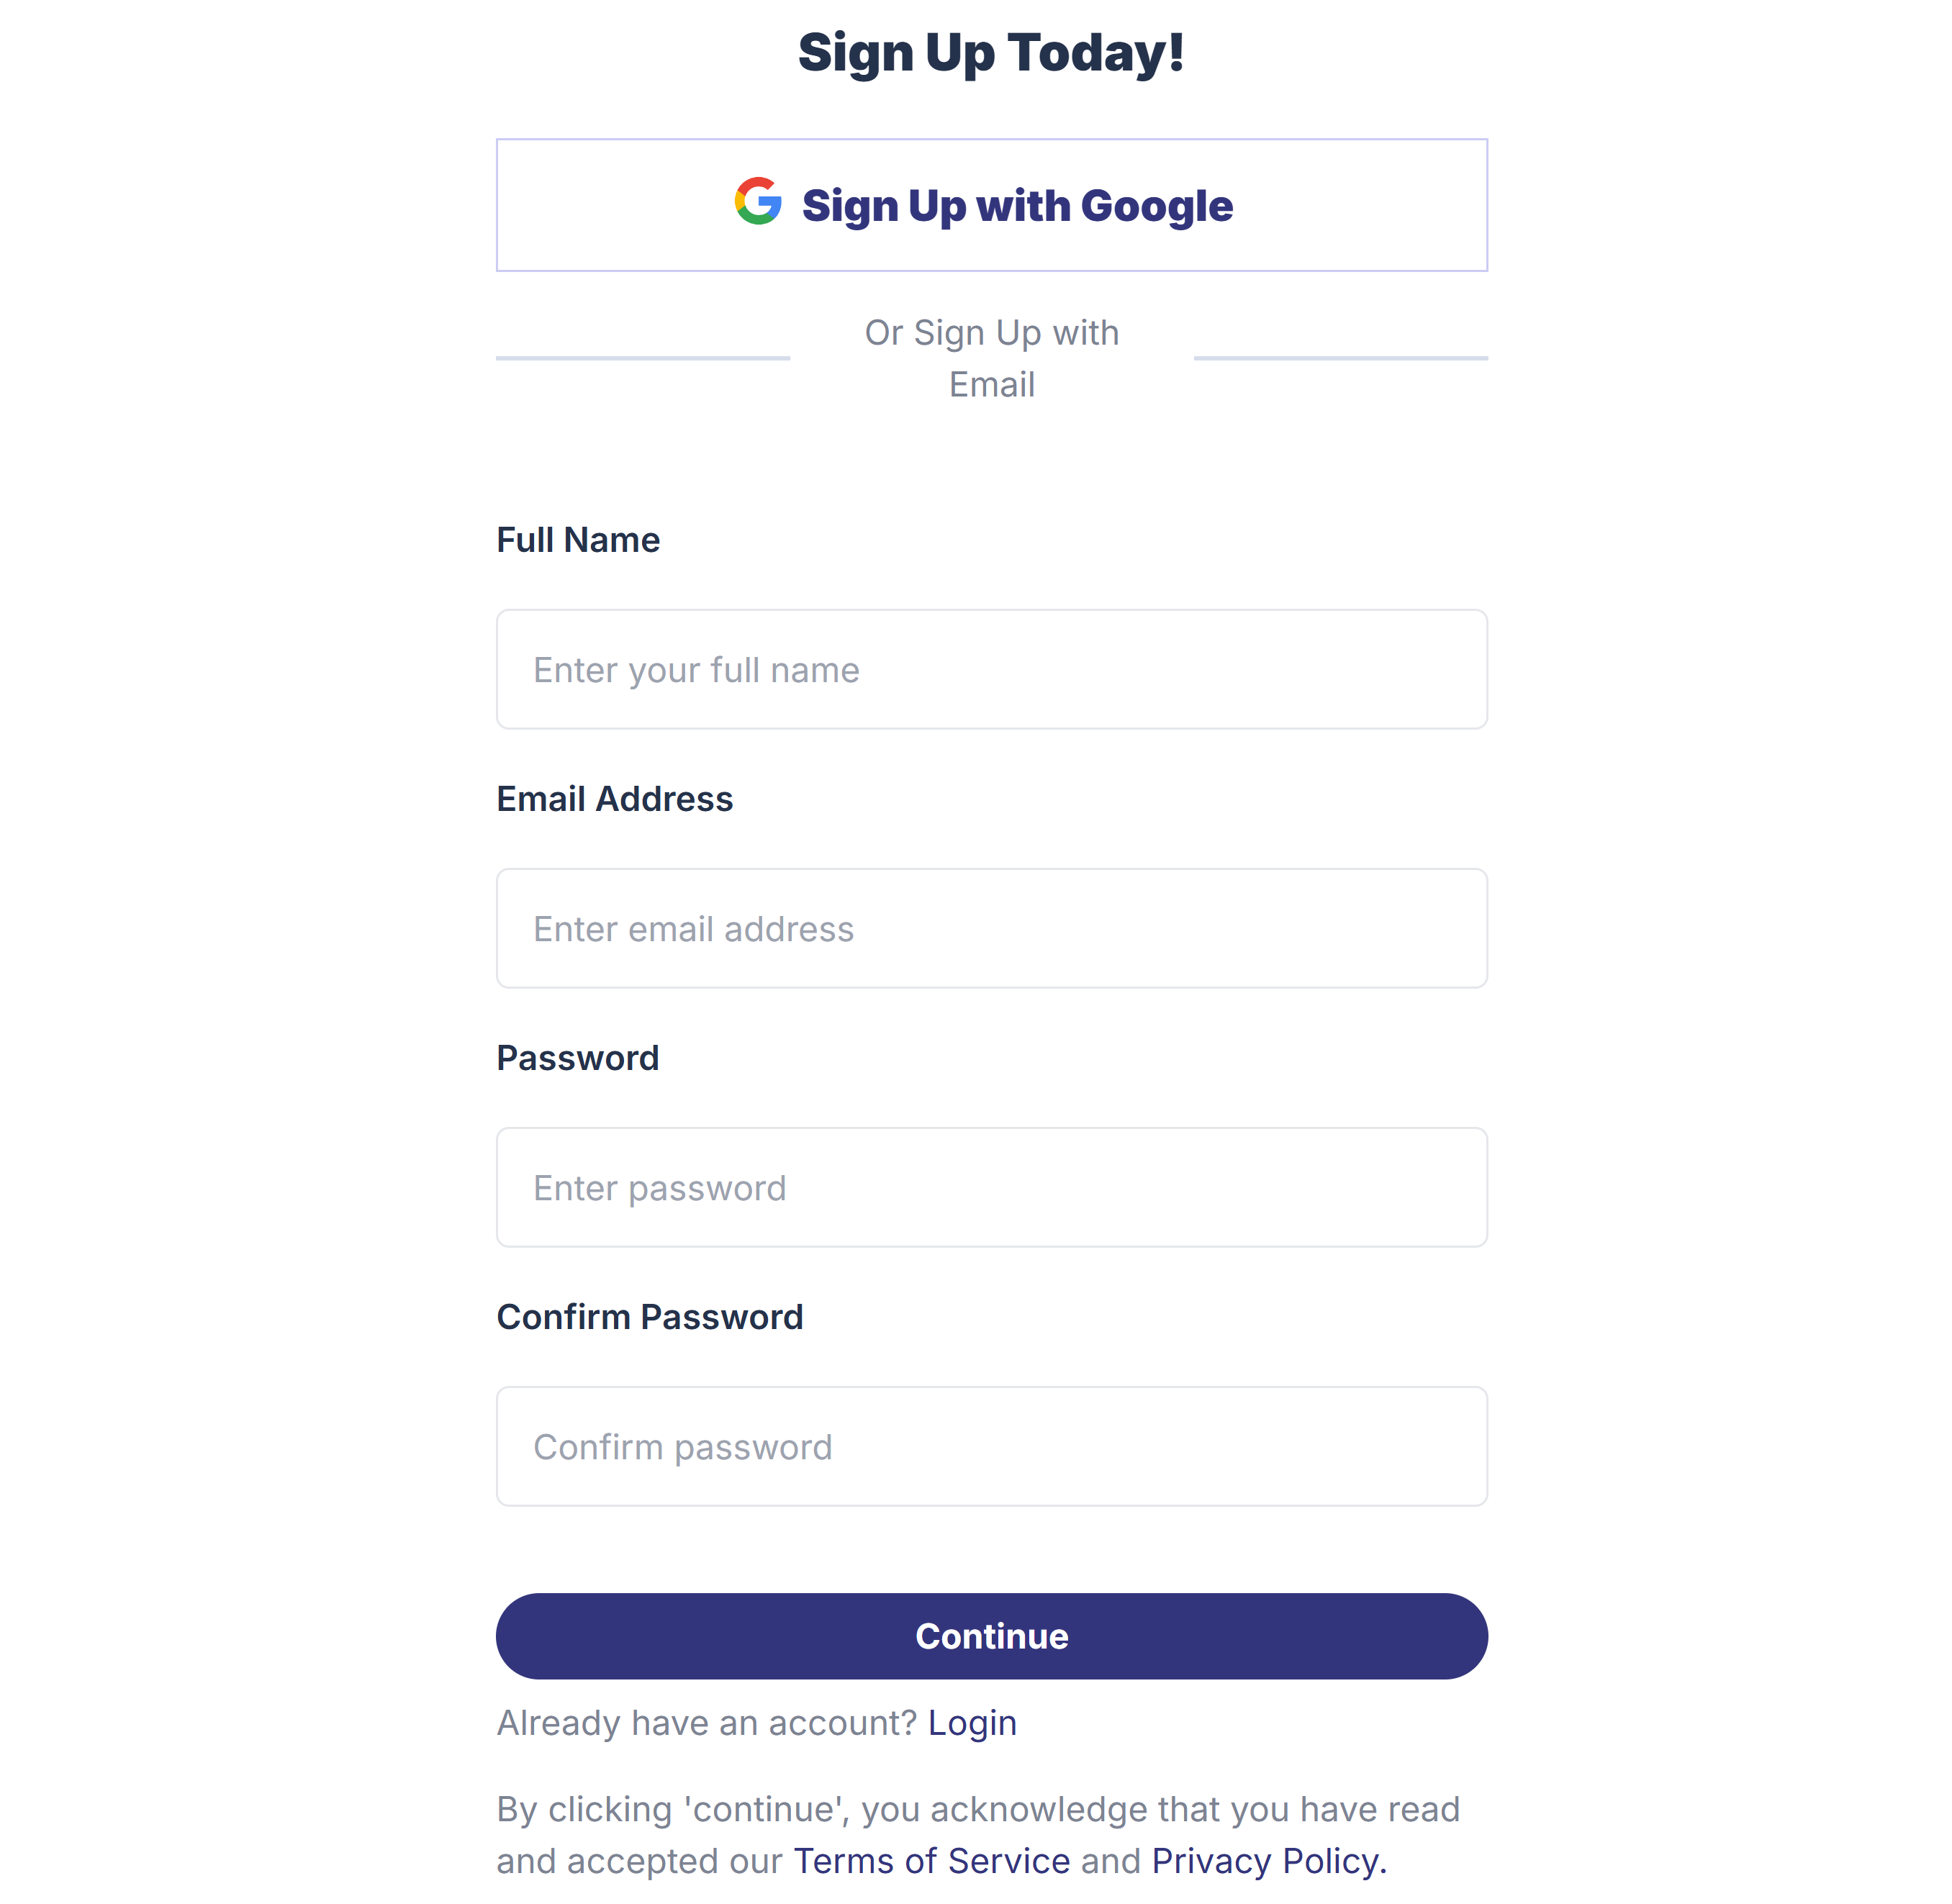 Sign Up Today!
Sign Up with Google
Or Sign Up with
Email
Full Name
Enter your full name
Email Address
Enter email address
Password
Enter password
Confirm Password
Confirm password
Continue
Already have an account? Login
By clicking 'continue', you acknowledge that you have read
and accepted our Terms of Service and Privacy Policy.